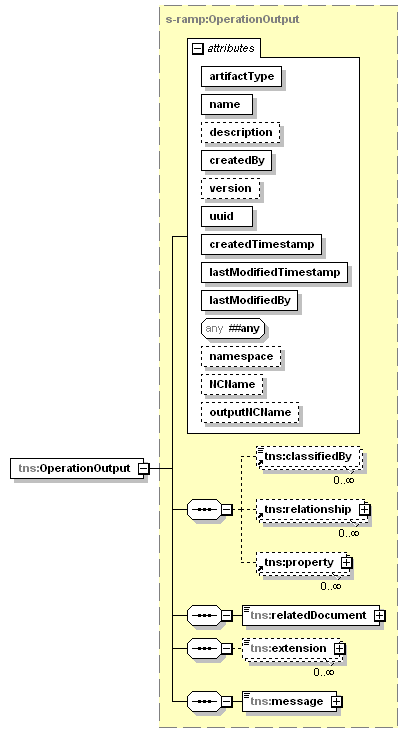 s-ramp:OperationOutput
attributes
artifactType
name
description
createdBy
version
uuid
createdTimestamp
lastModifiedTimestamp
lastModifiedBy
any ##any
namespace
NCName
outputNCName
tns:OperationOutput
tns:classifiedBy
0..∞
tns:relationship
0..∞
tns:property
0..∞
tns:relatedDocument
tns:extension
0..∞
tns:message